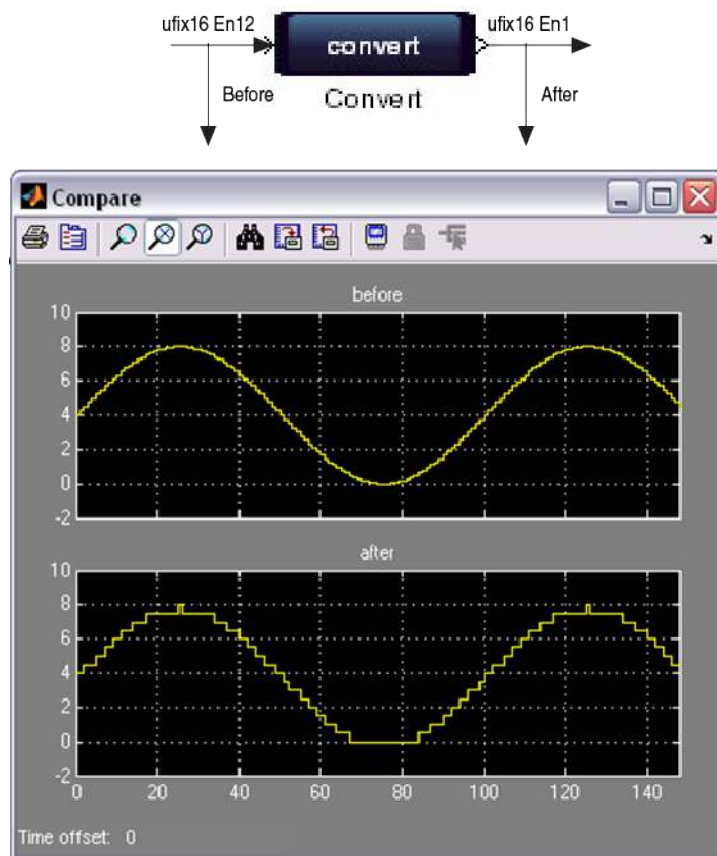 ufix16 En12
convert
ufix16 En1
Before
Convert
After
Compare
before
10
8
6
4
2
0
-2
after
10
8
6
4
2
0
-2
0 20 40 60 80 100 120 140
Time offset: 0